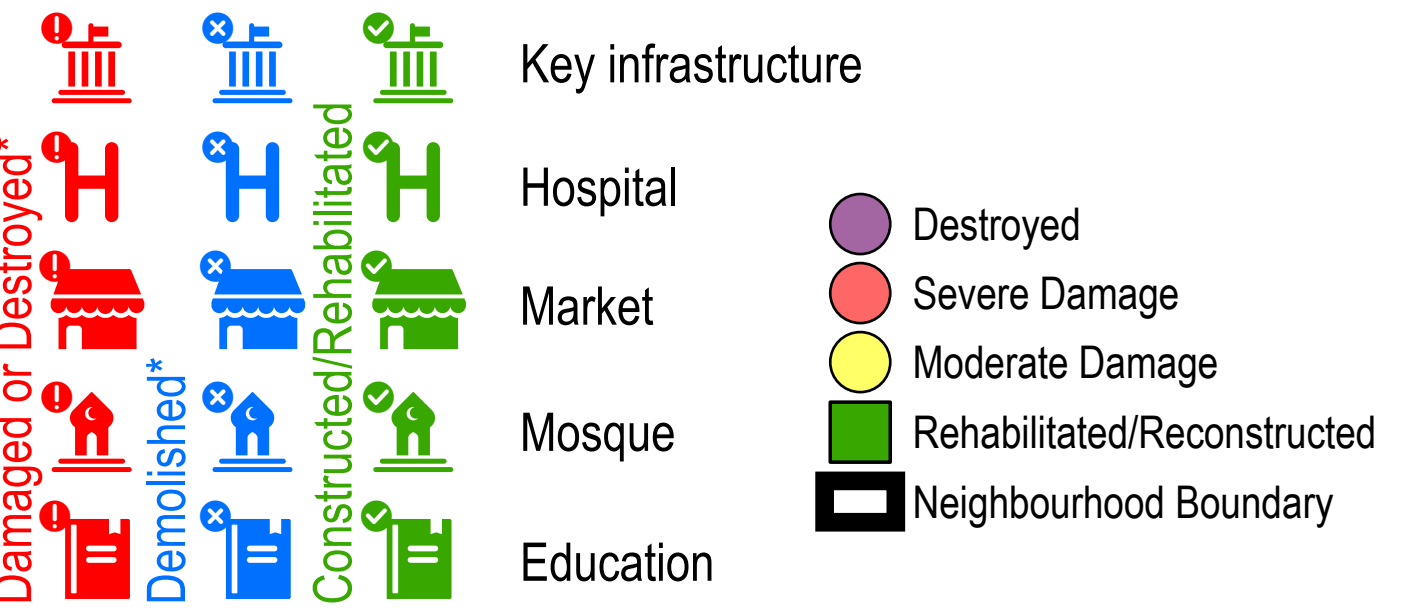 Damaged or Destroyed*
Demolished*
Constructed/Rehabilitated
Key infrastructure
Hospital
Market
Mosque
Education
Destroyed
Severe Damage
Moderate Damage
Rehabilitated/Reconstructed
Neighbourhood Boundary